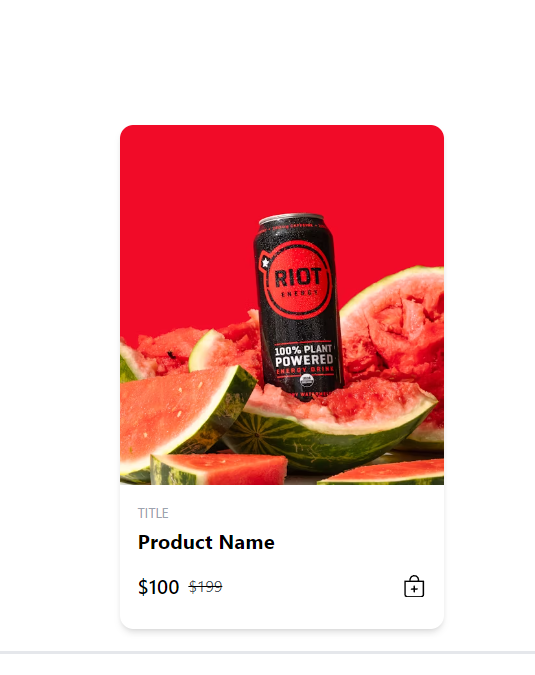 RIOT
ENERGY
100% PLANT
POWERED
ENERGY DRINK
TITLE
Product Name
$100 $199